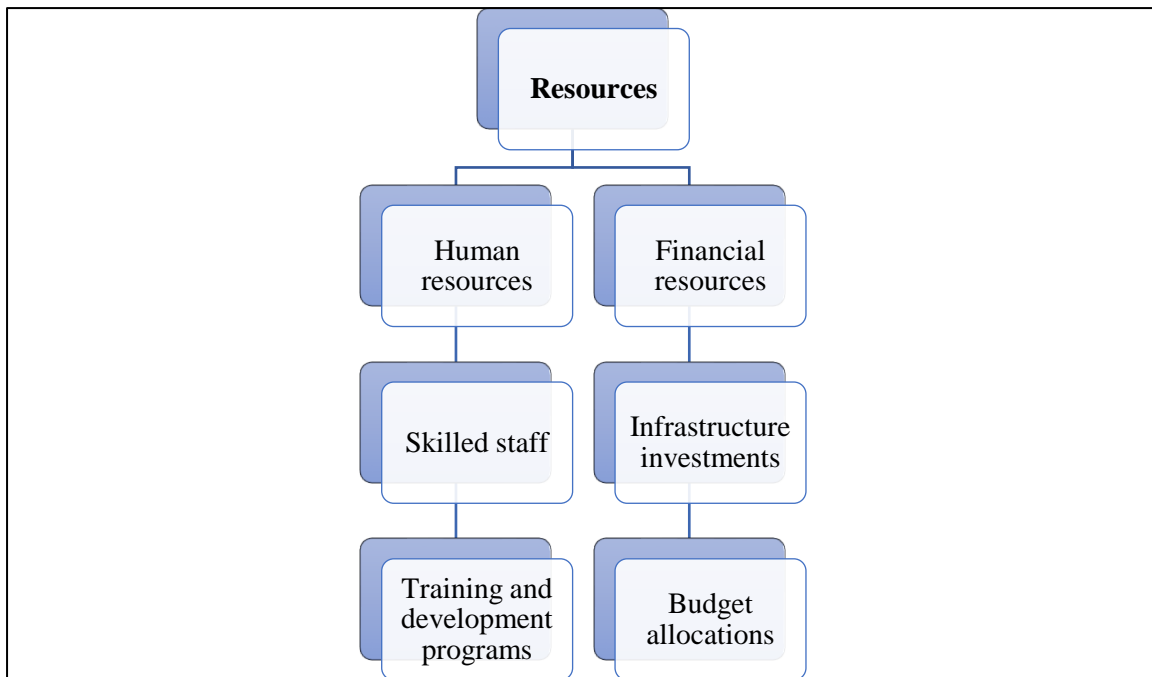 Resources
Human
resources
Financial
resources
Skilled staff
Infrastructure
investments
Training and
development
programs
Budget
allocations